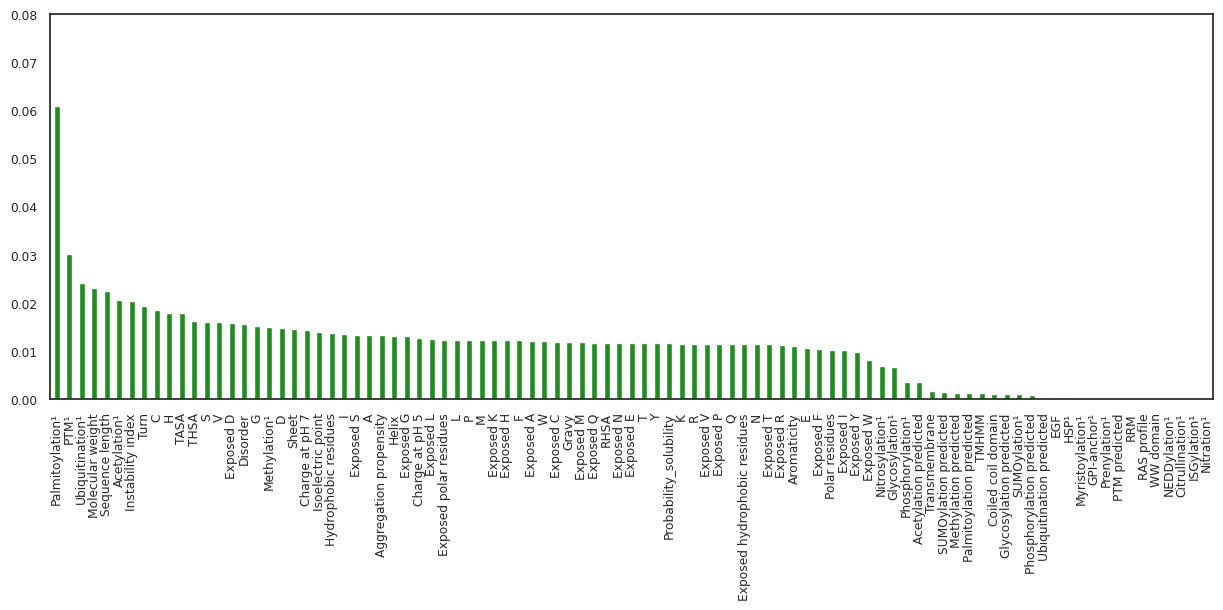 0.08
0.07
0.06
0.05
0.04
0.03
0.02
0.01
0.00
Palmitoylation¹
PTM¹
Ubiquitination¹
Molecular weight
Sequence length
Acetylation¹
Instability index
Turn
C
H
TASA
THSA
S
V
Exposed D
Disorder
G
Methylation¹
D
Sheet
Charge at pH 7
Isoelectric point
Hydrophobic residues
I
Exposed S
A
Aggregation propensity
Helix
Exposed G
Charge at pH 5
Exposed L
Exposed polar residues
L
P
M
Exposed K
Exposed H
F
Exposed A
W
Exposed C
Gravy
Exposed M
Exposed Q
RHSA
Exposed N
Exposed E
T
Y
Probability_solubility
K
R
Exposed V
Exposed P
Q
Exposed hydrophobic residues
N
Exposed T
Exposed R
Aromaticity
E
Exposed F
Polar residues
Exposed I
Exposed Y
Exposed W
Nitrosylation¹
Glycosylation¹
Phosphorylation¹
Acetylation predicted
Transmembrane
SUMOylation predicted
Methylation predicted
Palmitoylation predicted
TMHMM
Coiled coil domain
Glycosylation predicted
SUMOylation¹
Phosphorylation predicted
Ubiquitination predicted
EGF
HSP¹
Myristoylation¹
GPI-anchor¹
Prenylation¹
PTM predicted
RRM
RAS profile
WW domain
NEDDylation¹
Citrullination¹
ISGylation¹
Nitration¹